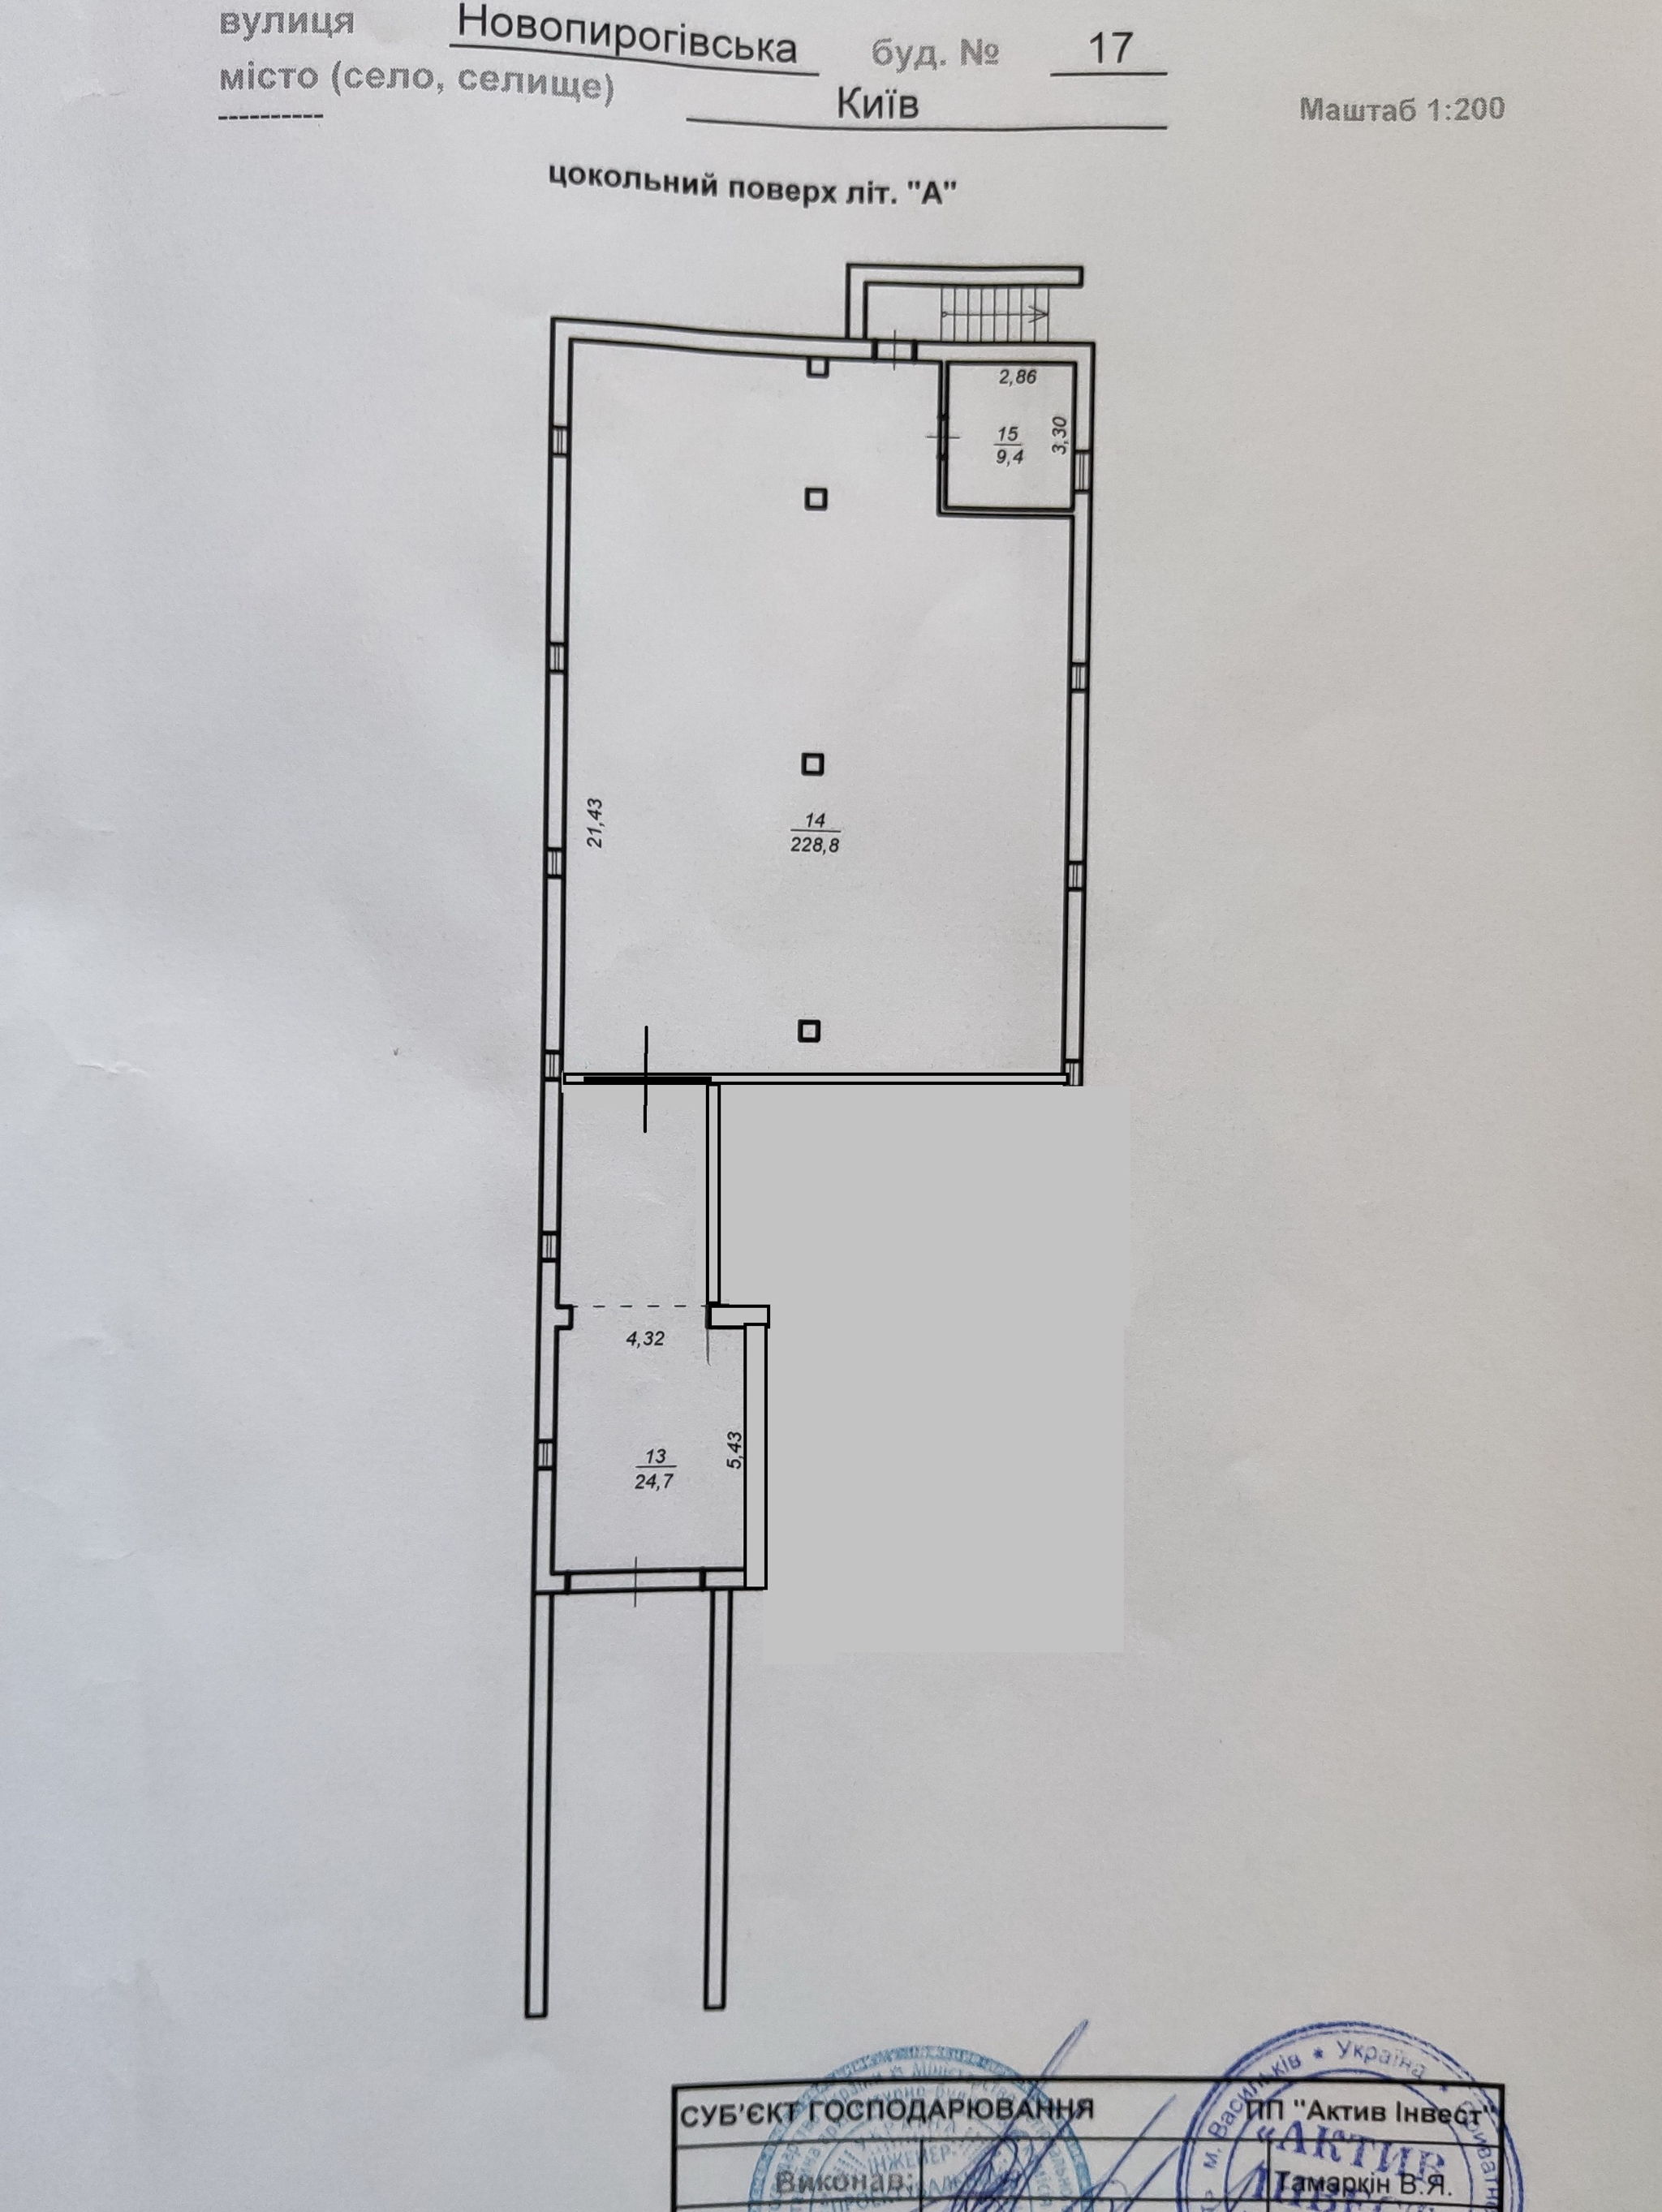 вулиця Новопирогівська буд. № 17
місто (село, селище) Київ
Маштаб 1:200
цокольний поверх літ. "А"
2,86
3,30
15
9,4
21,43
14
228,8
4,32
5,43
13
24,7
СУБ'ЄКТ ГОСПОДАРЮВАННЯ ПП "Актив Інвест"
Виконав: Тамаркін В.Я.
м. Васильків * Україна *
«АКТИВ
ІНЖЕНЕР